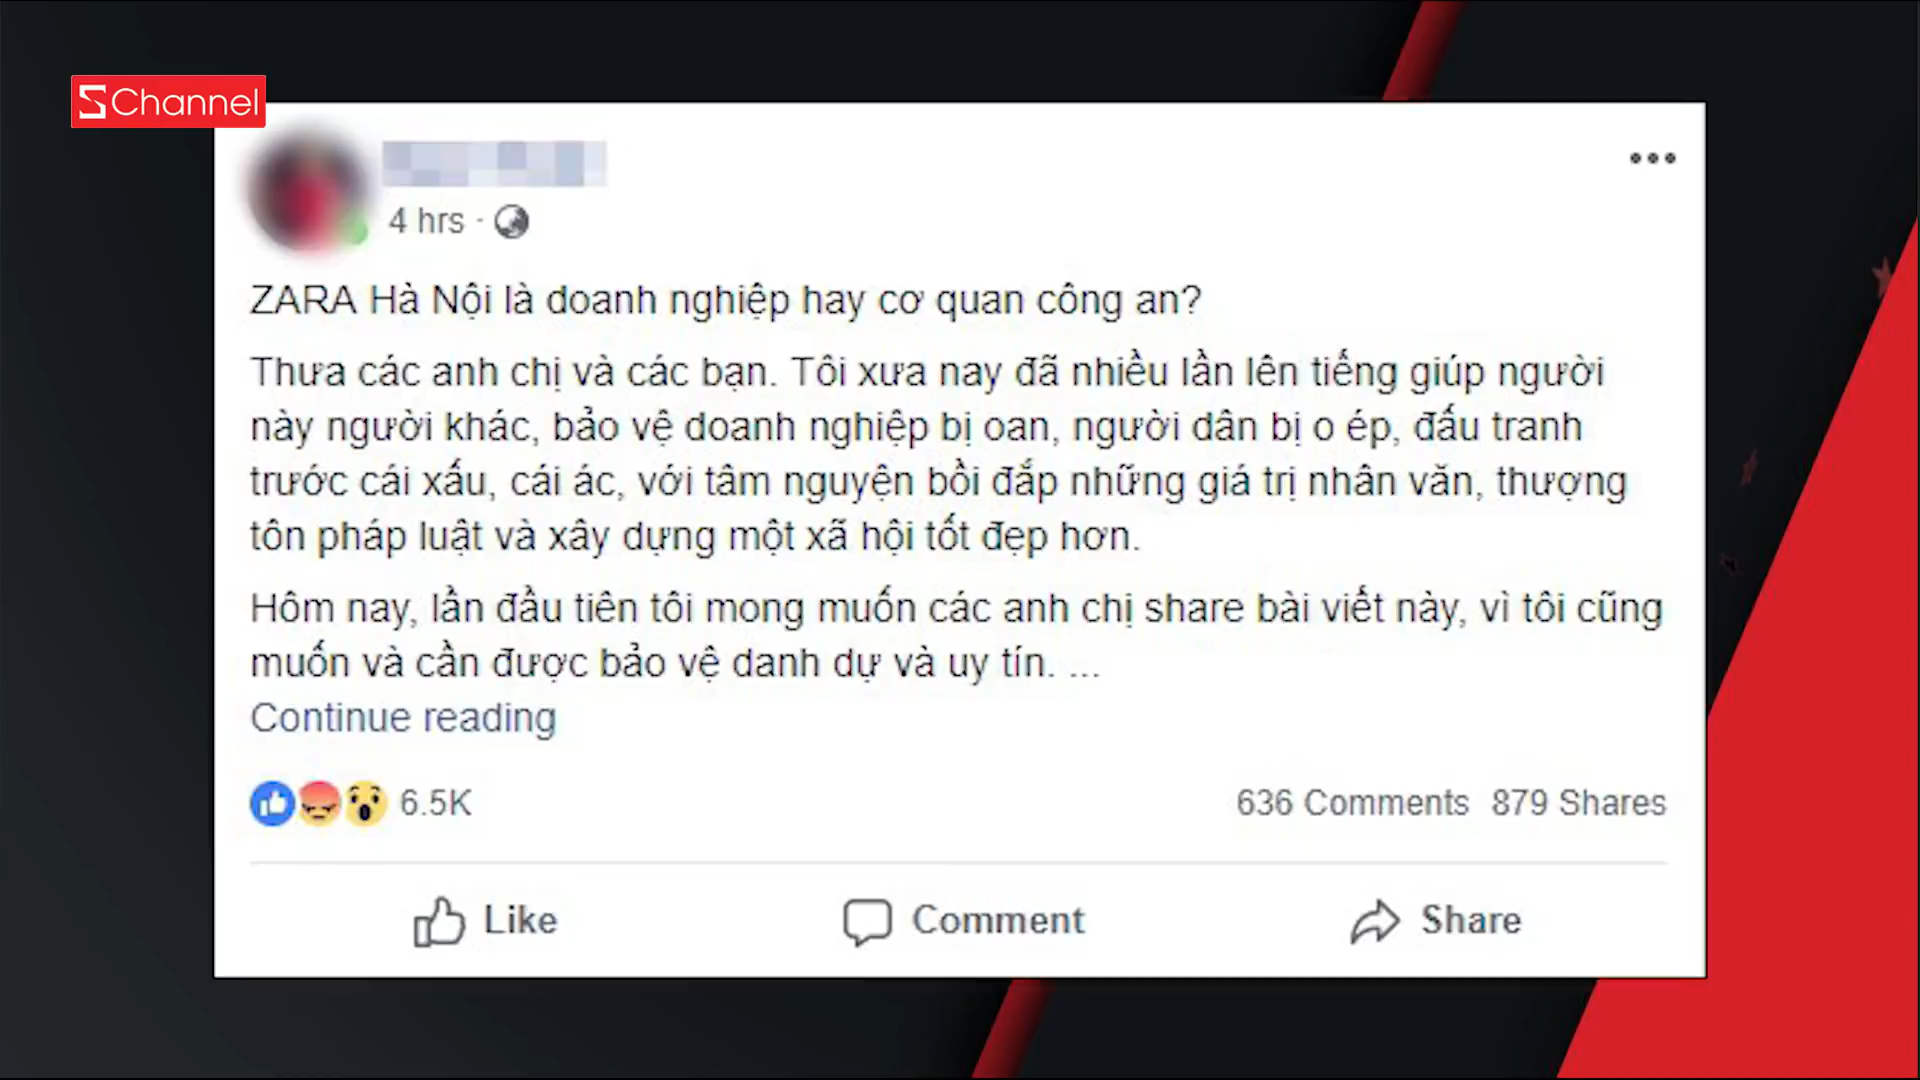 SChannel
4 hrs ·
ZARA Hà Nội là doanh nghiệp hay cơ quan công an?
Thưa các anh chị và các bạn. Tôi xưa nay đã nhiều lần lên tiếng giúp người
này người khác, bảo vệ doanh nghiệp bị oan, người dân bị o ép, đấu tranh
trước cái xấu, cái ác, với tâm nguyện bồi đắp những giá trị nhân văn, thượng
tôn pháp luật và xây dựng một xã hội tốt đẹp hơn.
Hôm nay, lần đầu tiên tôi mong muốn các anh chị share bài viết này, vì tôi cũng
muốn và cần được bảo vệ danh dự và uy tín. ...
Continue reading
6.5K
636 Comments 879 Shares
Like
Comment
Share